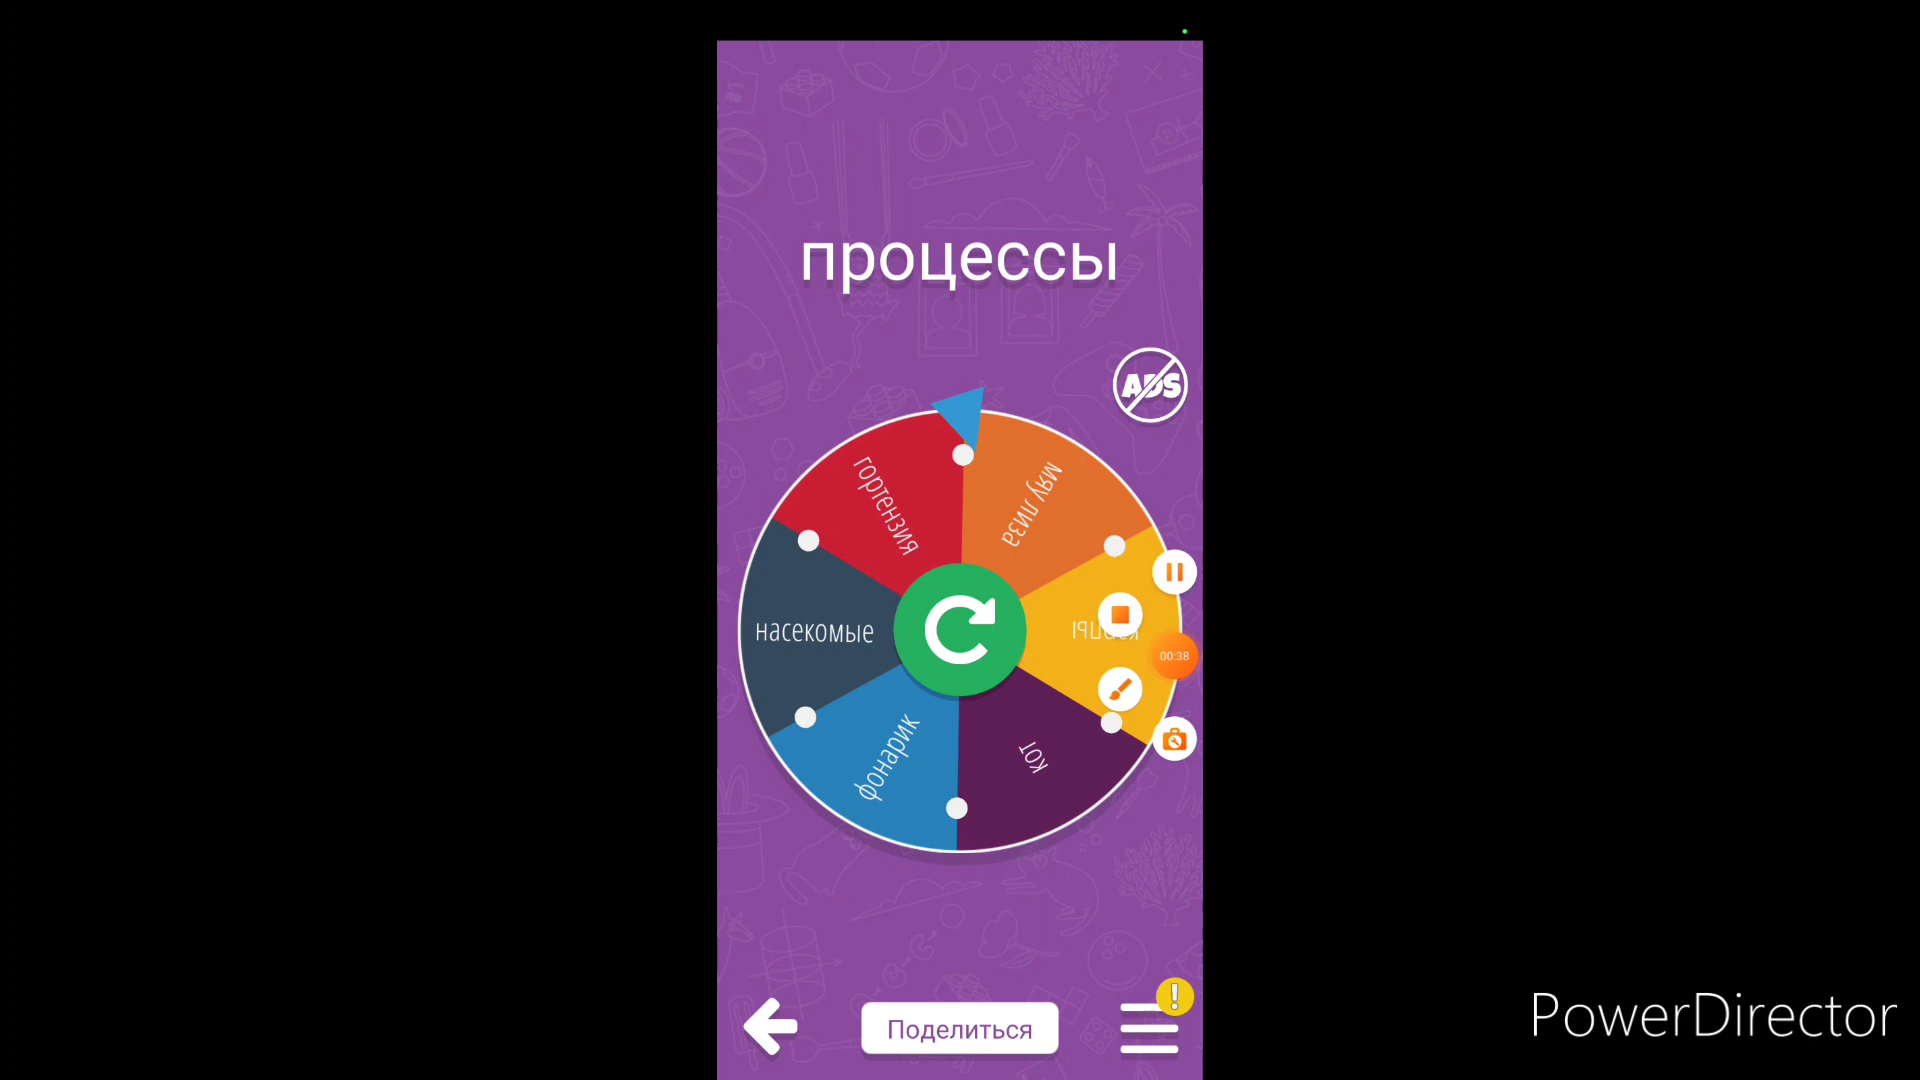 процессы
ADS
гортензия
мяу лиза
насекомые
00:38
фонарик
кот
!
Поделиться
PowerDirector